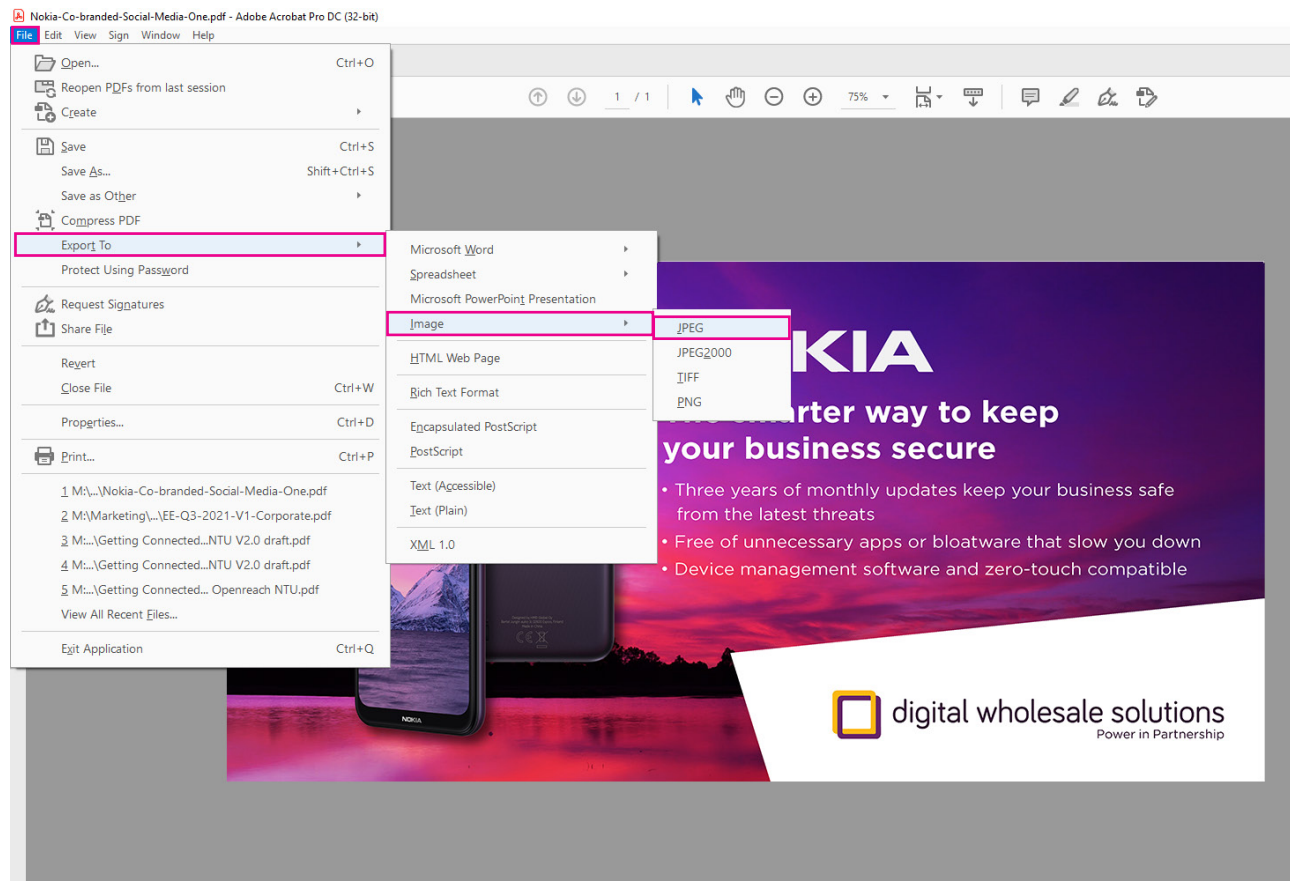 Nokia-Co-branded-Social-Media-One.pdf - Adobe Acrobat Pro DC (32-bit)
File Edit View Sign Window Help
Open... Ctrl+O
Reopen PDFs from last session
Create
1 / 1
75%
Save Ctrl+S
Save As... Shift+Ctrl+S
Save as Other
Compress PDF
Export To
Protect Using Password
Request Signatures
Share File
Revert
Close File Ctrl+W
Properties... Ctrl+D
Print... Ctrl+P
1 M:\...\Nokia-Co-branded-Social-Media-One.pdf
2 M:\Marketing\...\EE-Q3-2021-V1-Corporate.pdf
3 M:...\Getting Connected...NTU V2.0 draft.pdf
4 M:...\Getting Connected...NTU V2.0 draft.pdf
5 M:...\Getting Connected... Openreach NTU.pdf
View All Recent Files...
Exit Application Ctrl+Q
Microsoft Word
Spreadsheet
Microsoft PowerPoint Presentation
Image
HTML Web Page
Rich Text Format
Encapsulated PostScript
PostScript
Text (Accessible)
Text (Plain)
XML 1.0
JPEG
JPEG2000
TIFF
PNG
KIA
way to keep
your business secure
• Three years of monthly updates keep your business safe
from the latest threats
• Free of unnecessary apps or bloatware that slow you down
• Device management software and zero-touch compatible
NOKIA
digital wholesale solutions
Power in Partnership